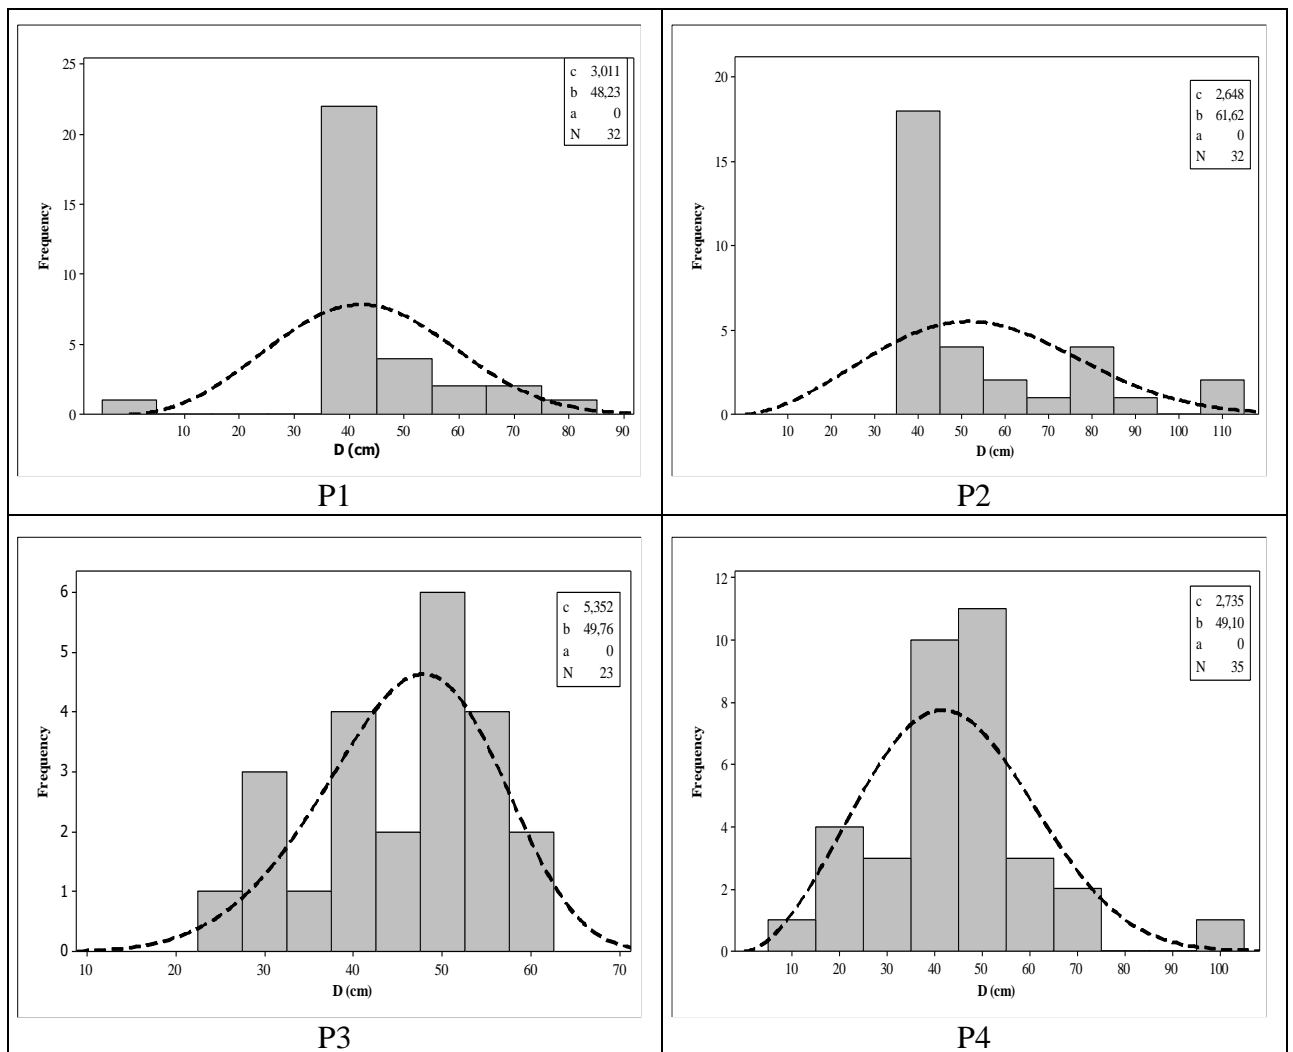 25
20
15
10
5
0
Frequency
10 20 30 40 50 60 70 80 90
D (cm)
c 3,011
b 48,23
a 0
N 32
P1
20
15
10
5
0
Frequency
10 20 30 40 50 60 70 80 90 100 110
D (cm)
c 2,648
b 61,62
a 0
N 32
P2
6
5
4
3
2
1
0
Frequency
10 20 30 40 50 60 70
D (cm)
c 5,352
b 49,76
a 0
N 23
P3
12
10
8
6
4
2
0
Frequency
10 20 30 40 50 60 70 80 90 100
D (cm)
c 2,735
b 49,10
a 0
N 35
P4